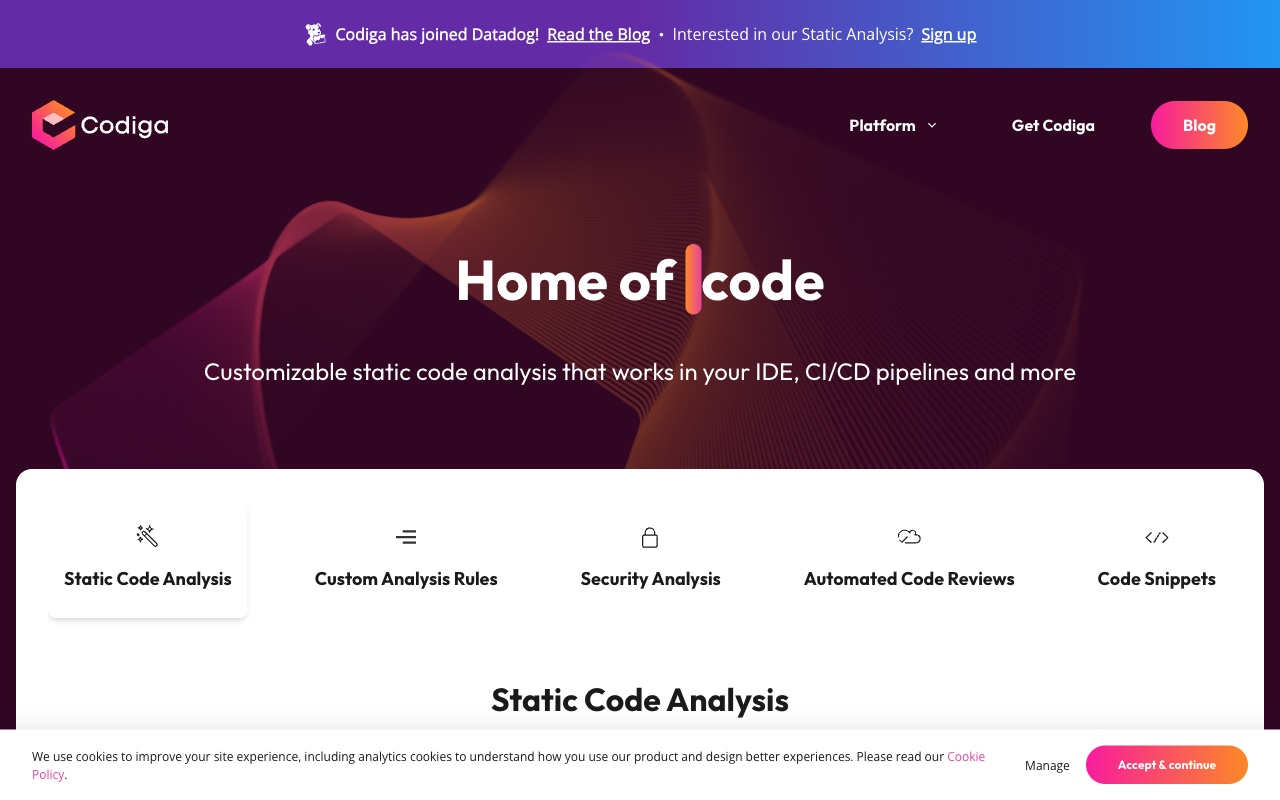 Codiga has joined Datadog! Read the Blog • Interested in our Static Analysis? Sign up
Codiga
Platform
Get Codiga
Blog
Home of code
Customizable static code analysis that works in your IDE, CI/CD pipelines and more
Static Code Analysis
Custom Analysis Rules
Security Analysis
Automated Code Reviews
Code Snippets
Static Code Analysis
We use cookies to improve your site experience, including analytics cookies to understand how you use our product and design better experiences. Please read our Cookie
Policy.
Manage
Accept & continue